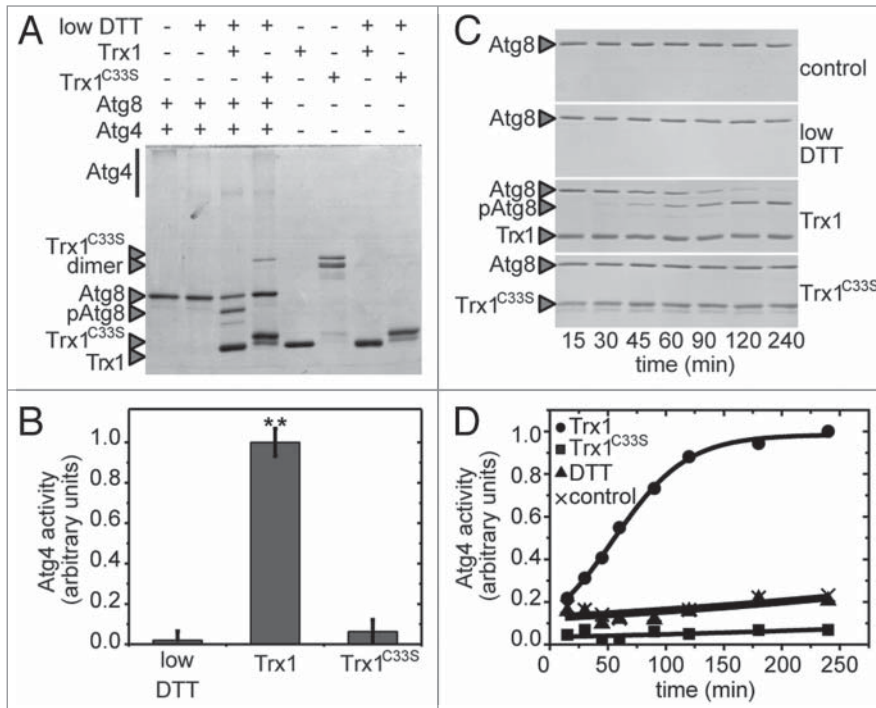 A
low DTT - + + + - - + +
Trx1 - - + - + - + -
Trx1C33S - - - + - + - +
Atg8 + + + + - - - -
Atg4 + + + + - - - -
Atg4
Trx1C33S
dimer
Atg8
pAtg8
Trx1C33S
Trx1
B
Atg4 activity
(arbitrary units)
1.0
0.8
0.6
0.4
0.2
0.0
**
low
DTT
Trx1
Trx1C33S
C
Atg8
control
Atg8
low
DTT
Atg8
pAtg8
Trx1
Trx1
Atg8
Trx1C33S
Trx1C33S
15 30 45 60 90 120 240
time (min)
D
Atg4 activity
(arbitrary units)
1.0
0.8
0.6
0.4
0.2
0.0
Trx1
Trx1C33S
DTT
control
0 50 100 150 200 250
time (min)